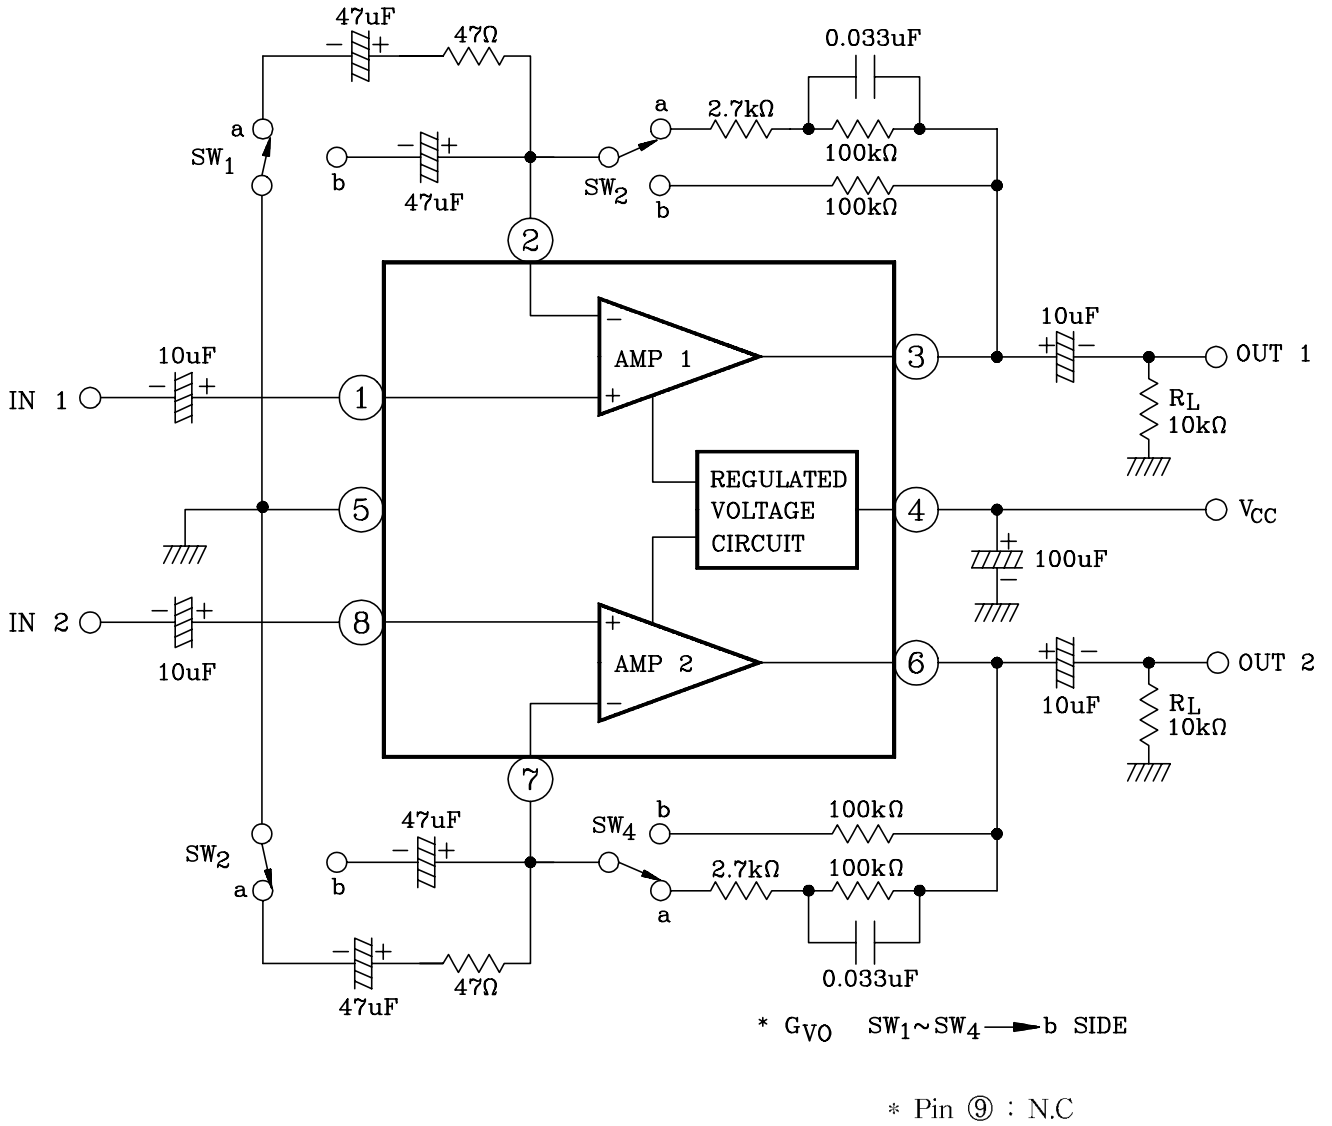 47uF
- +
47Ω
0.033uF
a
SW1
b
- +
47uF
SW2
a
2.7kΩ
100kΩ
b
100kΩ
2
10uF
- +
IN 1
1
-
AMP 1
+
3
10uF
+ -
OUT 1
RL
10kΩ
5
REGULATED
VOLTAGE
CIRCUIT
4
VCC
+
100uF
-
IN 2
- +
10uF
8
+
AMP 2
-
6
+ -
10uF
OUT 2
RL
10kΩ
7
SW2
a
b
47uF
- +
SW4
b
100kΩ
2.7kΩ
100kΩ
a
0.033uF
- +
47uF
47Ω
* GVO SW1~SW4 → b SIDE
* Pin ⑨ : N.C